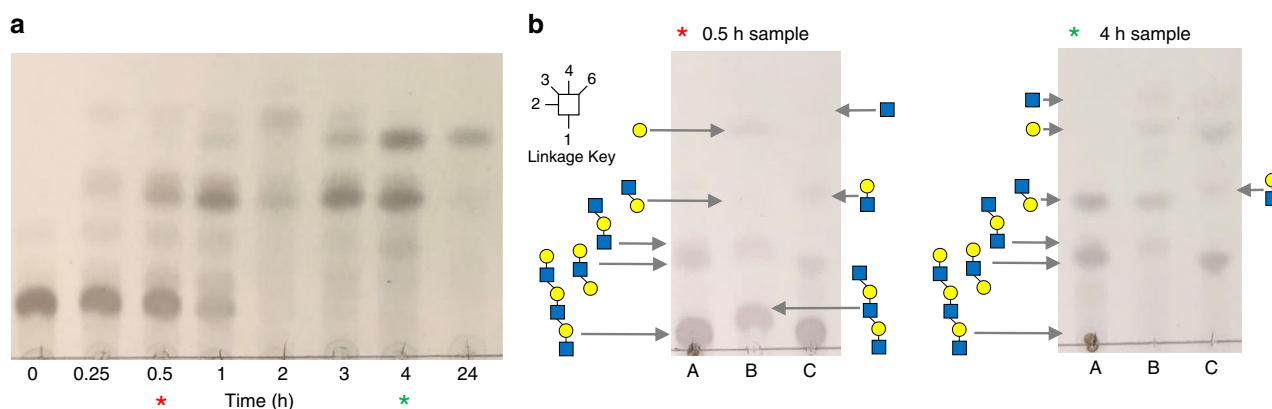 a
0 0.25 0.5 1 2 3 4 24
* Time (h) *
b
* 0.5 h sample
* 4 h sample
3 4 6
2
1
Linkage Key
A B C
A B C